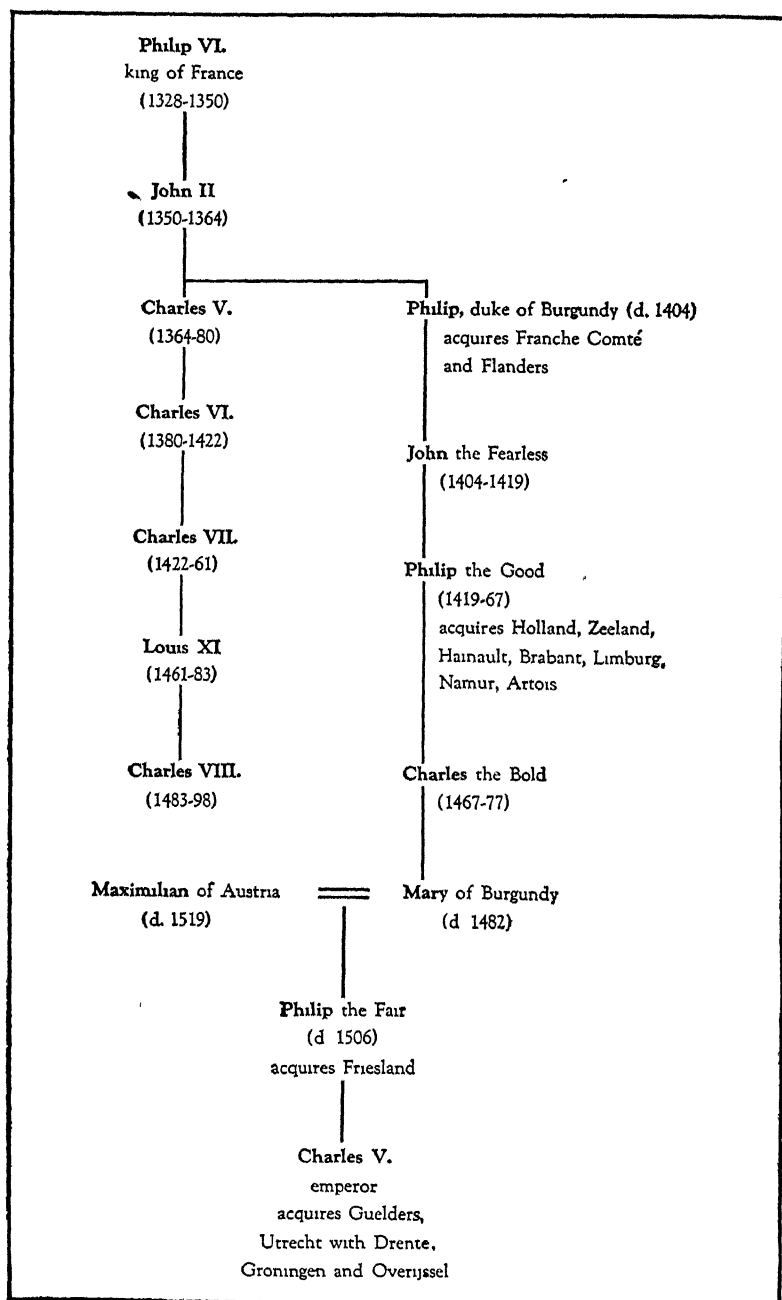 Philip VI.
king of France
(1328-1350)
John II
(1350-1364)
Charles V.
(1364-80)
Philip, duke of Burgundy (d. 1404)
acquires Franche Comté
and Flanders
Charles VI.
(1380-1422)
John the Fearless
(1404-1419)
Charles VII.
(1422-61)
Philip the Good
(1419-67)
acquires Holland, Zeeland,
Hainault, Brabant, Limburg,
Namur, Artois
Louis XI
(1461-83)
Charles VIII.
(1483-98)
Charles the Bold
(1467-77)
Maximilian of Austria
(d. 1519)
Mary of Burgundy
(d 1482)
Philip the Fair
(d 1506)
acquires Friesland
Charles V.
emperor
acquires Guelders,
Utrecht with Drente,
Groningen and Overijssel